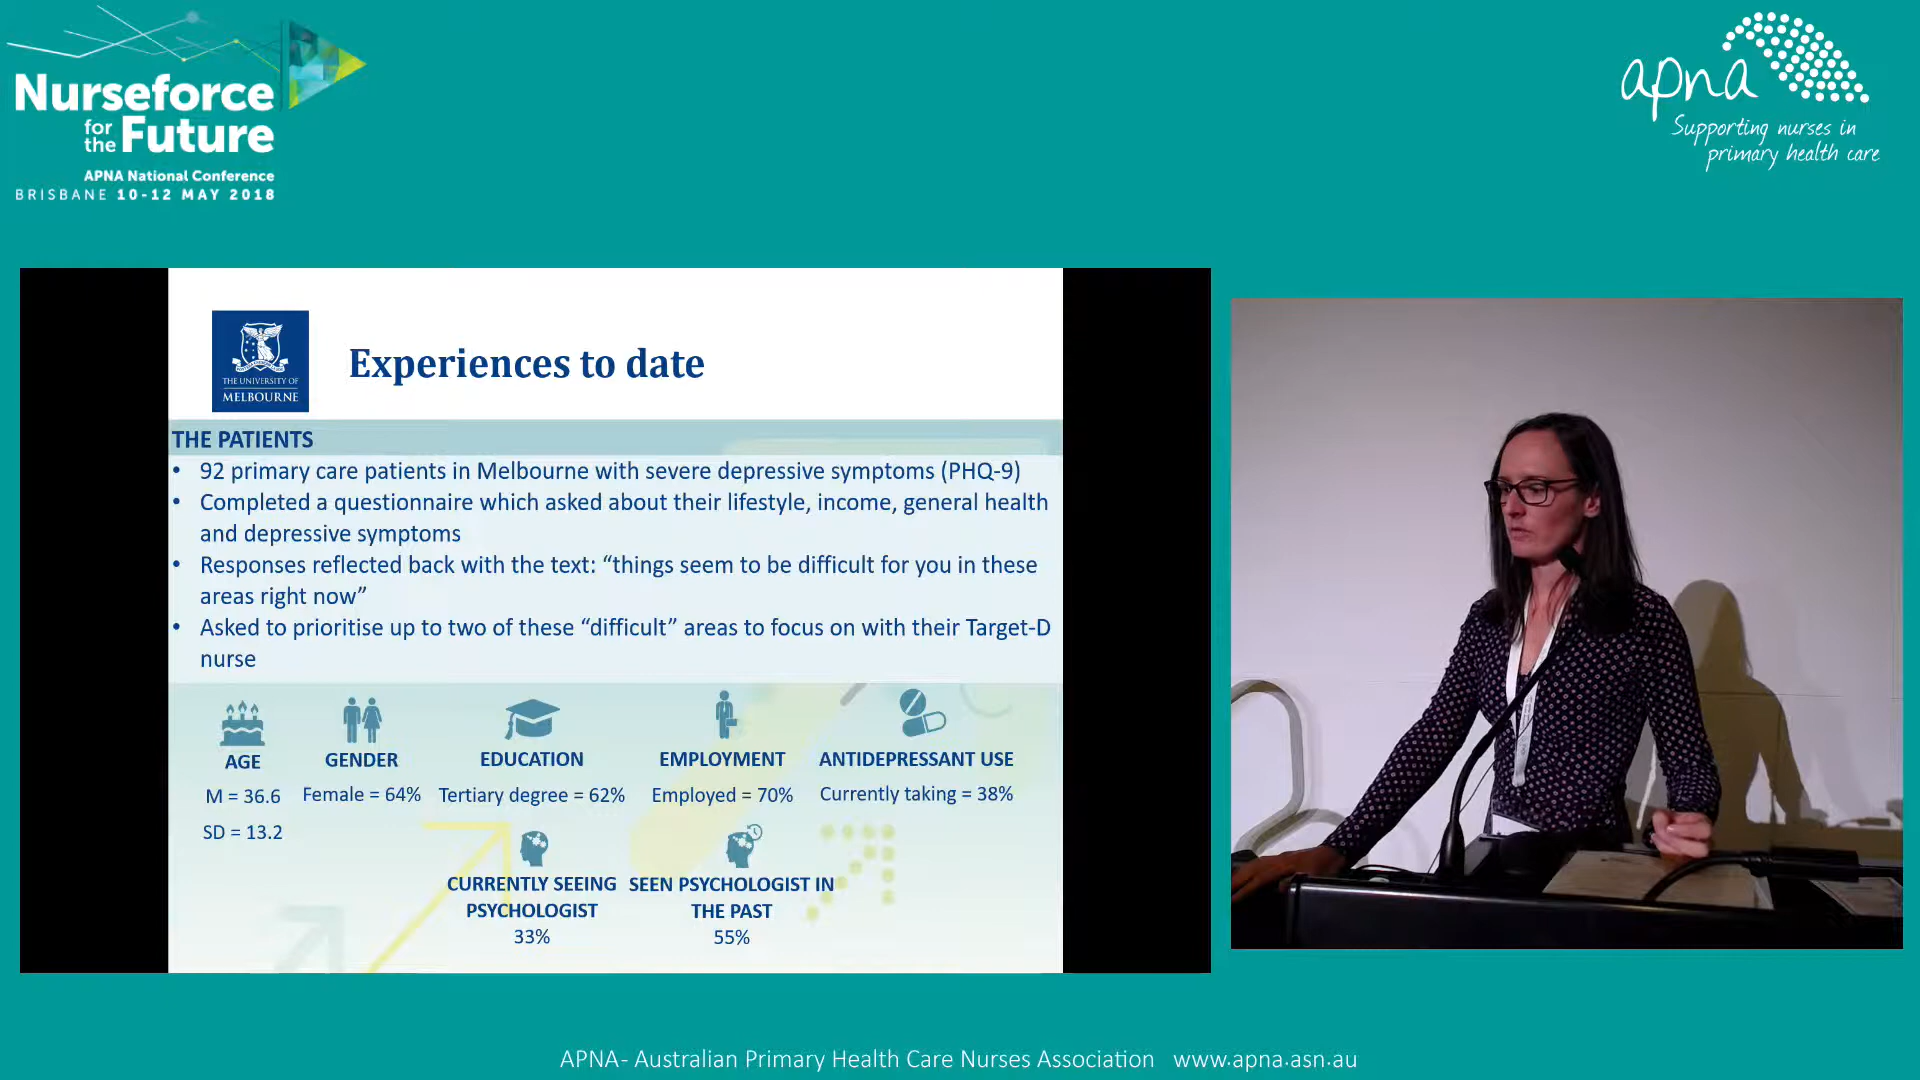 Nurseforce
for
the Future
APNA National Conference
BRISBANE 10-12 MAY 2018
apna
Supporting nurses in
primary health care
THE UNIVERSITY OF
MELBOURNE
Experiences to date
THE PATIENTS
• 92 primary care patients in Melbourne with severe depressive symptoms (PHQ-9)
• Completed a questionnaire which asked about their lifestyle, income, general health
and depressive symptoms
• Responses reflected back with the text: “things seem to be difficult for you in these
areas right now”
• Asked to prioritise up to two of these “difficult” areas to focus on with their Target-D
nurse
AGE
M = 36.6
SD = 13.2
GENDER
Female = 64%
EDUCATION
Tertiary degree = 62%
EMPLOYMENT
Employed = 70%
ANTIDEPRESSANT USE
Currently taking = 38%
CURRENTLY SEEING
PSYCHOLOGIST
33%
SEEN PSYCHOLOGIST IN
THE PAST
55%
APNA- Australian Primary Health Care Nurses Association www.apna.asn.au